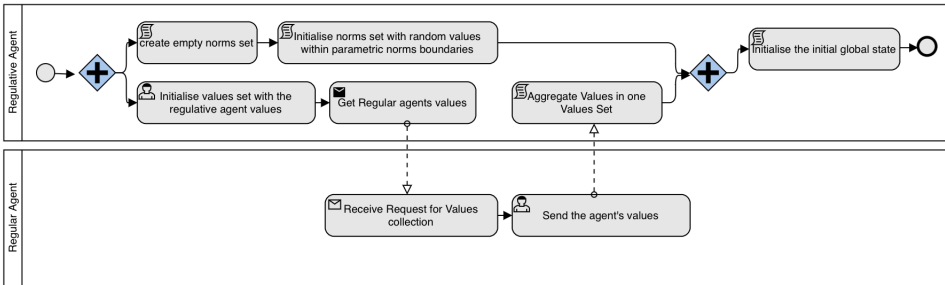 Regulative Agent
create empty norms set
Initialise norms set with random values
within parametric norms boundaries
Initialise the initial global state
Initialise values set with the
regulative agent values
Get Regular agents values
Aggregate Values in one
Values Set
Regular Agent
Receive Request for Values
collection
Send the agent's values